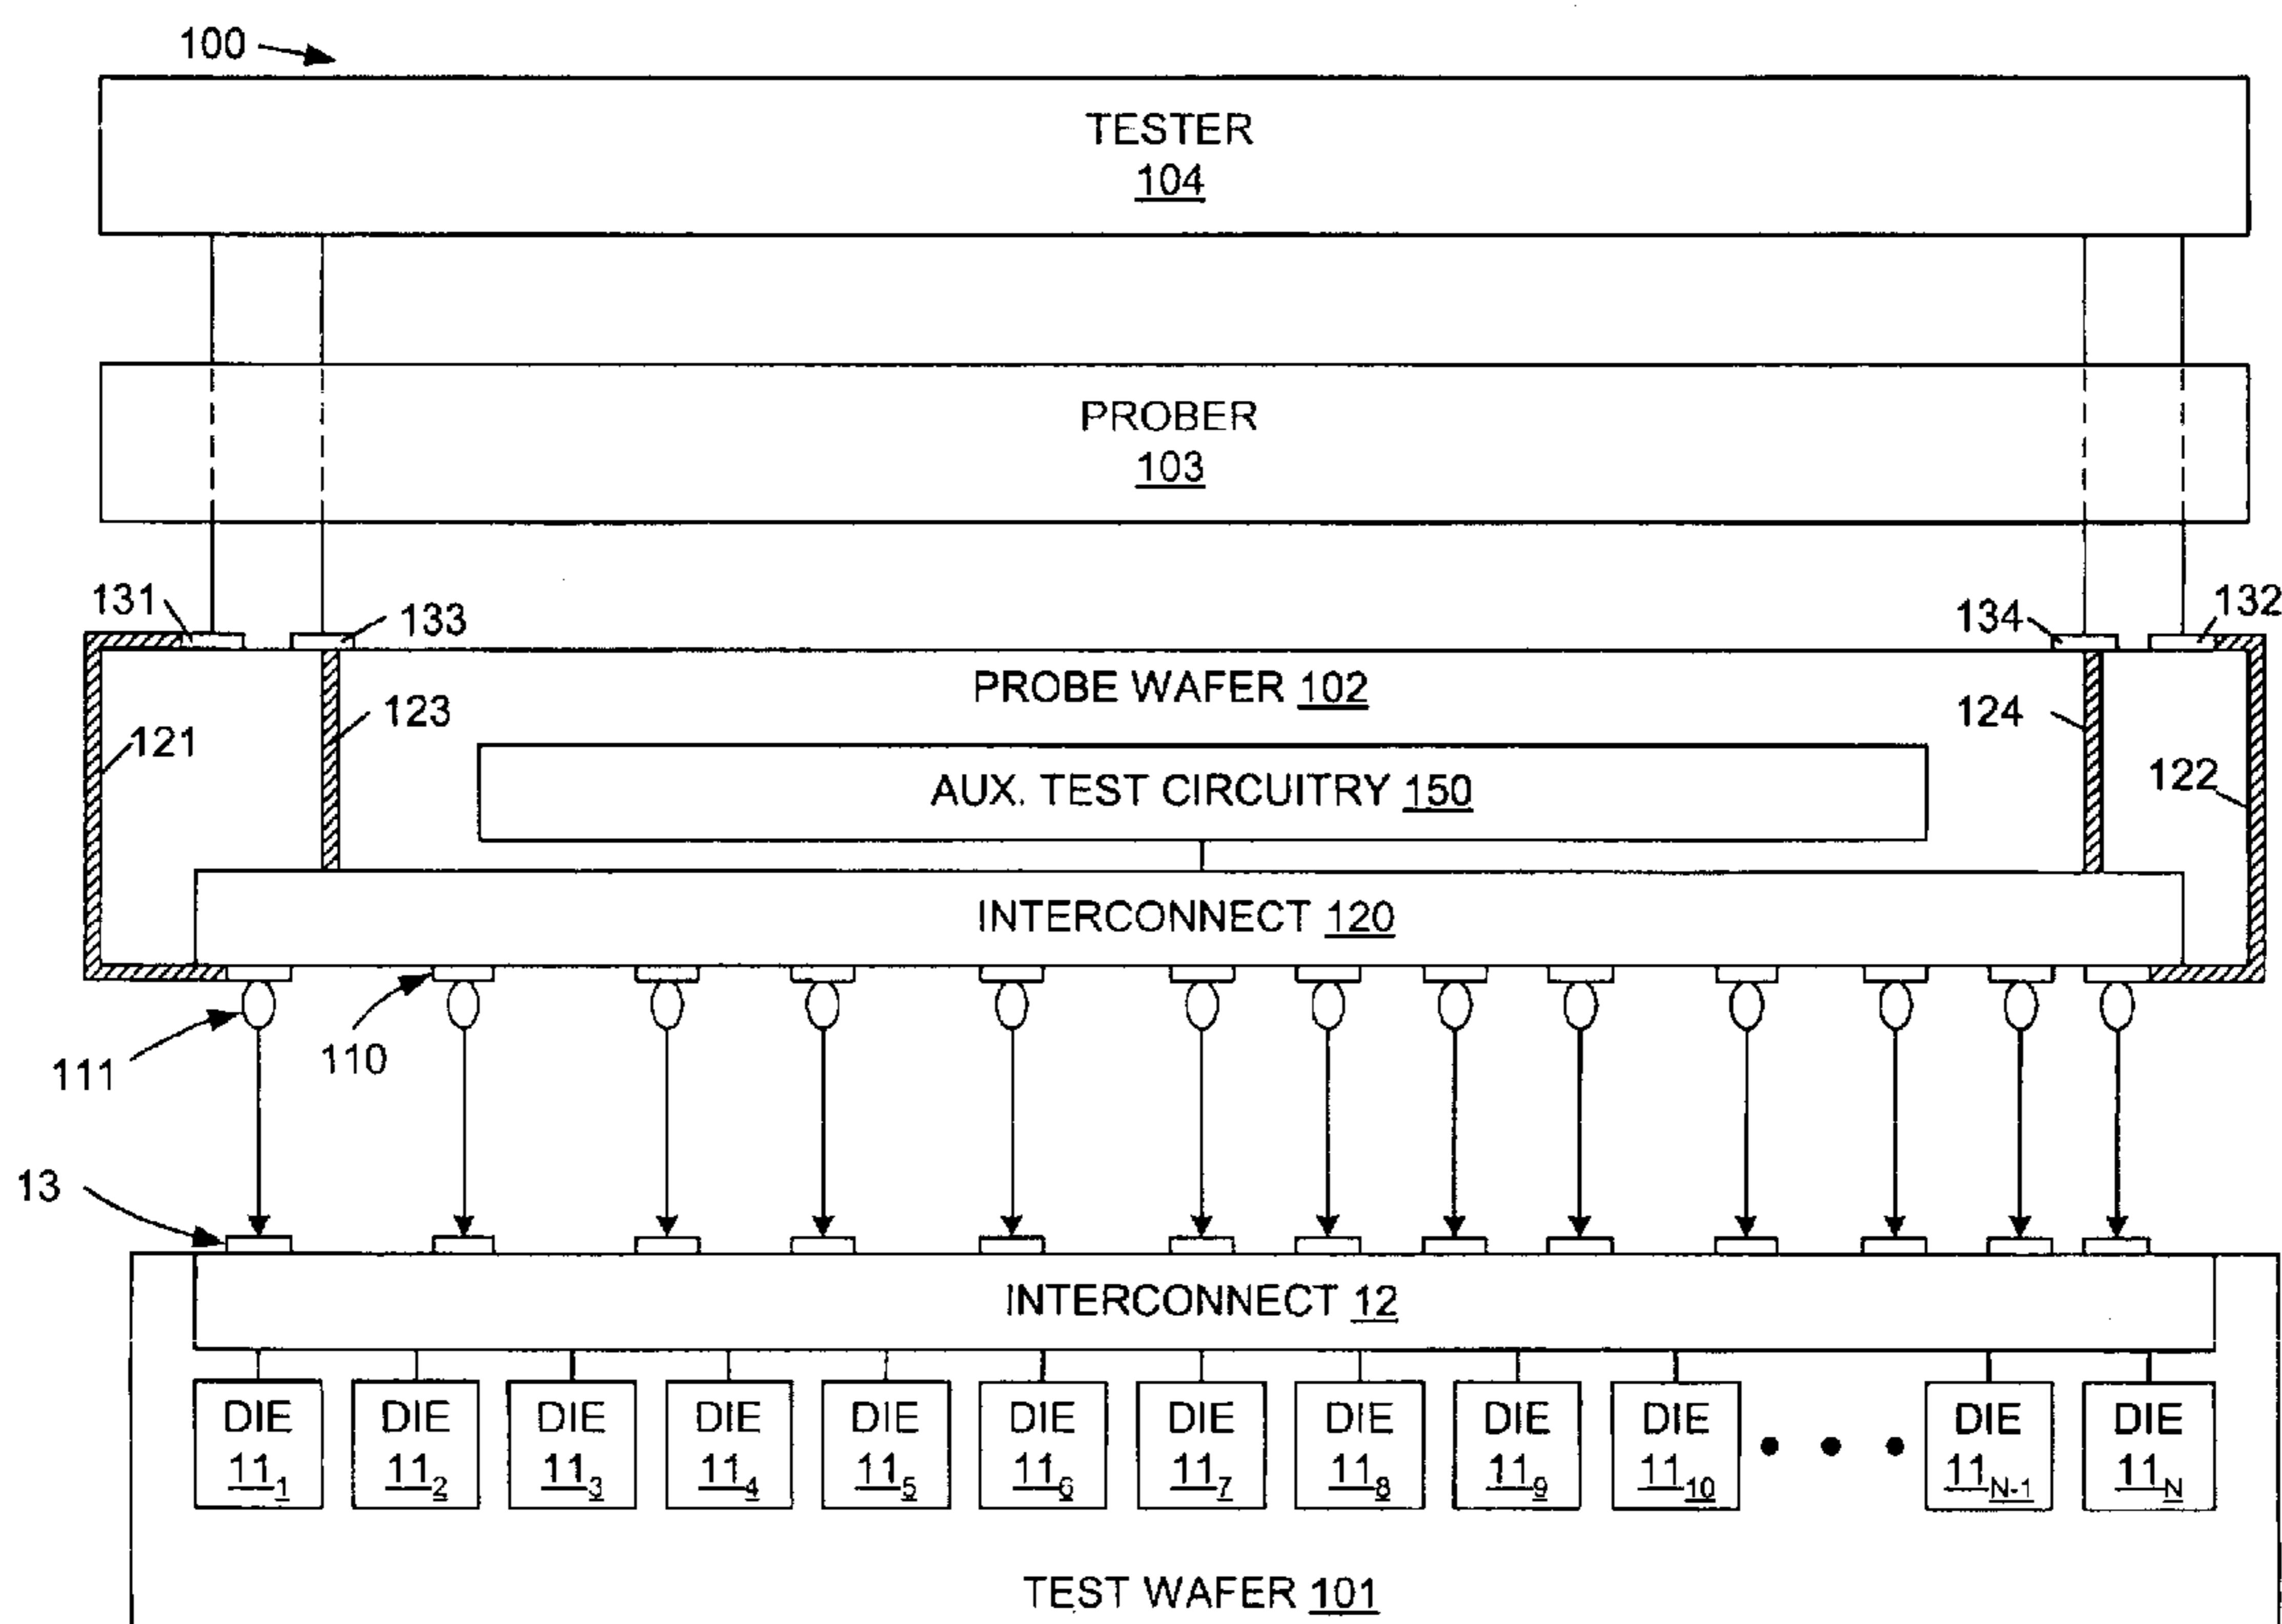 100
TESTER
104
PROBER
103
131
133
134
132
PROBE WAFER 102
123
124
121
122
AUX. TEST CIRCUITRY 150
INTERCONNECT 120
111
110
13
INTERCONNECT 12
DIE DIE DIE DIE DIE DIE DIE DIE DIE DIE DIE DIE
11₁ 11₂ 11₃ 11₄ 11₅ 11₆ 11₇ 11₈ 11₉ 11₁₀ • • • 11N-1 11N
TEST WAFER 101